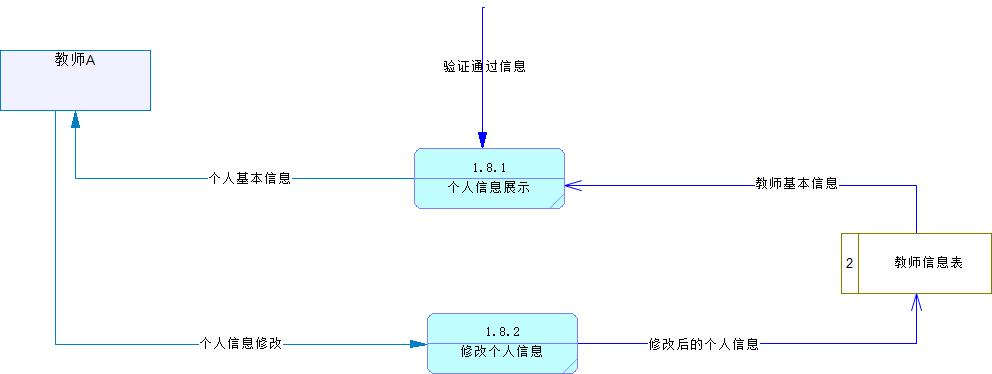 教师A
验证通过信息
1.8.1
个人信息展示
个人基本信息
教师基本信息
2
教师信息表
1.8.2
修改个人信息
个人信息修改
修改后的个人信息